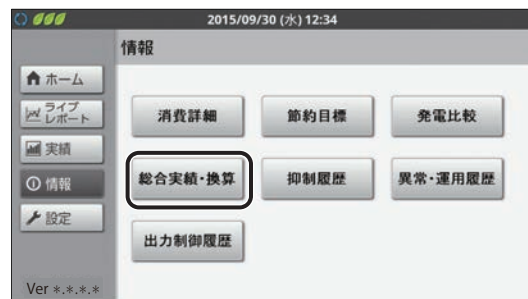 2015/09/30 (水) 12:34
情報
ホーム
ライブ
レポート
実績
情報
設定
消費詳細
節約目標
発電比較
総合実績・換算
抑制履歴
異常・運用履歴
出力制御履歴
Ver *.*.*.*